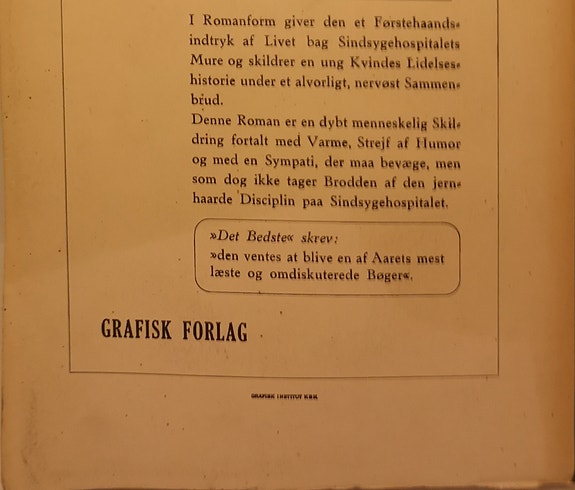 I Romanform giver den et Førstehaands-
indtryk af Livet bag Sindsygehospitalets
Mure og skildrer en ung Kvindes Lidelses-
historie under et alvorligt, nervøst Sammen-
brud.
Denne Roman er en dybt menneskelig Skil-
dring fortalt med Varme, Strejf af Humor
og med en Sympati, der maa bevæge, men
som dog ikke tager Brodden af den jern-
haarde Disciplin paa Sindsygehospitalet.
»Det Bedste« skrev:
»den ventes at blive en af Aarets mest
læste og omdiskuterede Bøger«.
GRAFISK FORLAG
GRAFISK INSTITUT KBH.